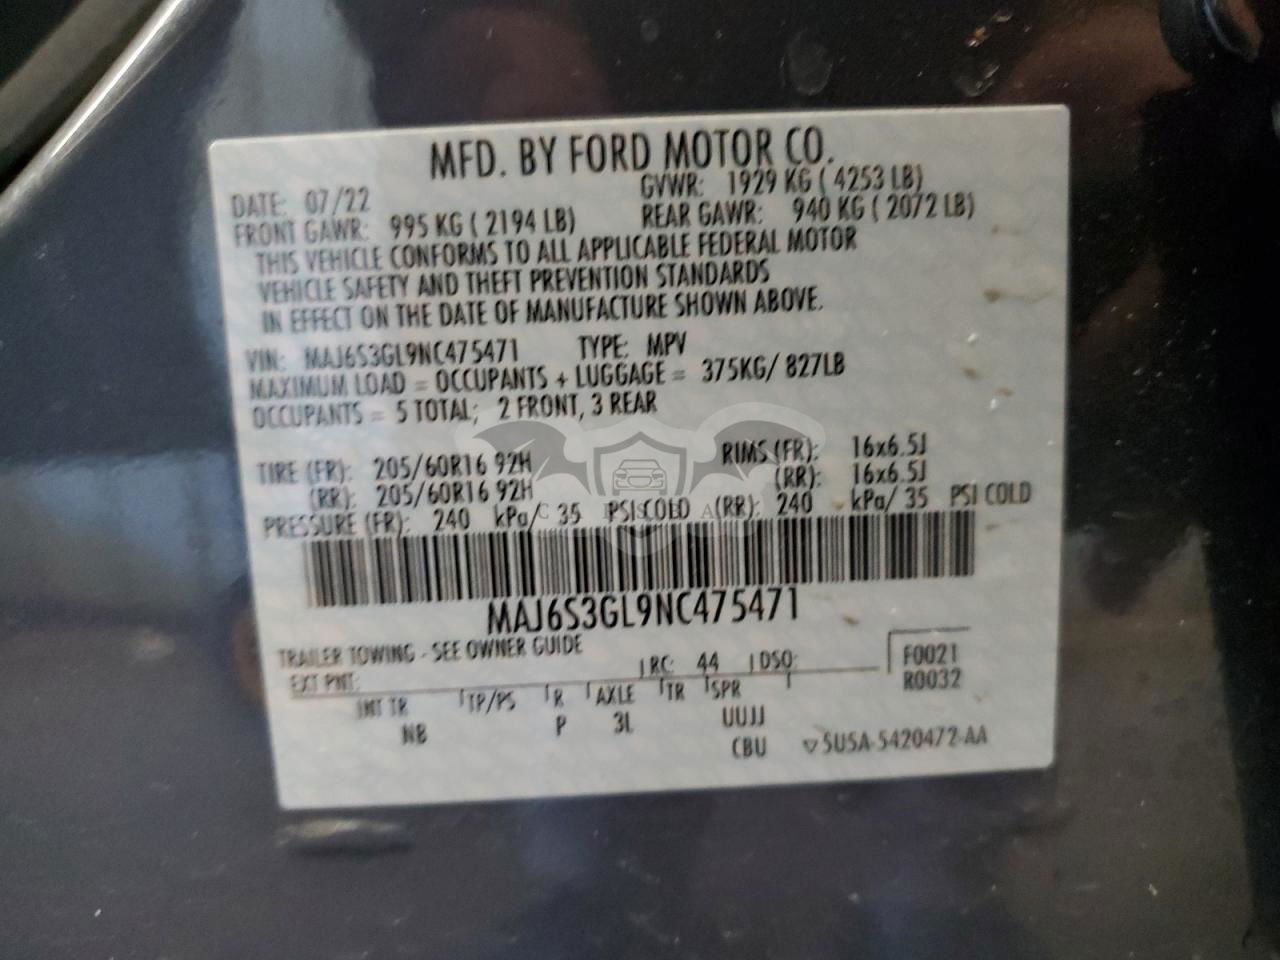 MFD. BY FORD MOTOR CO.
DATE: 07/22 GVWR: 1929 KG ( 4253 LB)
FRONT GAWR: 995 KG ( 2194 LB) REAR GAWR: 940 KG ( 2072 LB)
THIS VEHICLE CONFORMS TO ALL APPLICABLE FEDERAL MOTOR
VEHICLE SAFETY AND THEFT PREVENTION STANDARDS
IN EFFECT ON THE DATE OF MANUFACTURE SHOWN ABOVE.
VIN: MAJ6S3GL9NC475471 TYPE: MPV
MAXIMUM LOAD = OCCUPANTS + LUGGAGE = 375KG/ 827LB
OCCUPANTS = 5 TOTAL; 2 FRONT, 3 REAR
TIRE (FR): 205/60R16 92H RIMS (FR): 16x6.5J
(RR): 205/60R16 92H (RR): 16x6.5J
PRESSURE (FR): 240 kPa/ 35 PSI COLD (RR): 240 kPa/ 35 PSI COLD
MAJ6S3GL9NC475471
TRAILER TOWING - SEE OWNER GUIDE
EXT PNT: RC: 44 DSO: F0021
R0032
INT TR TP/PS R AXLE TR SPR
NB P 3L UUJJ
CBU ▽5U5A-5420472-AA